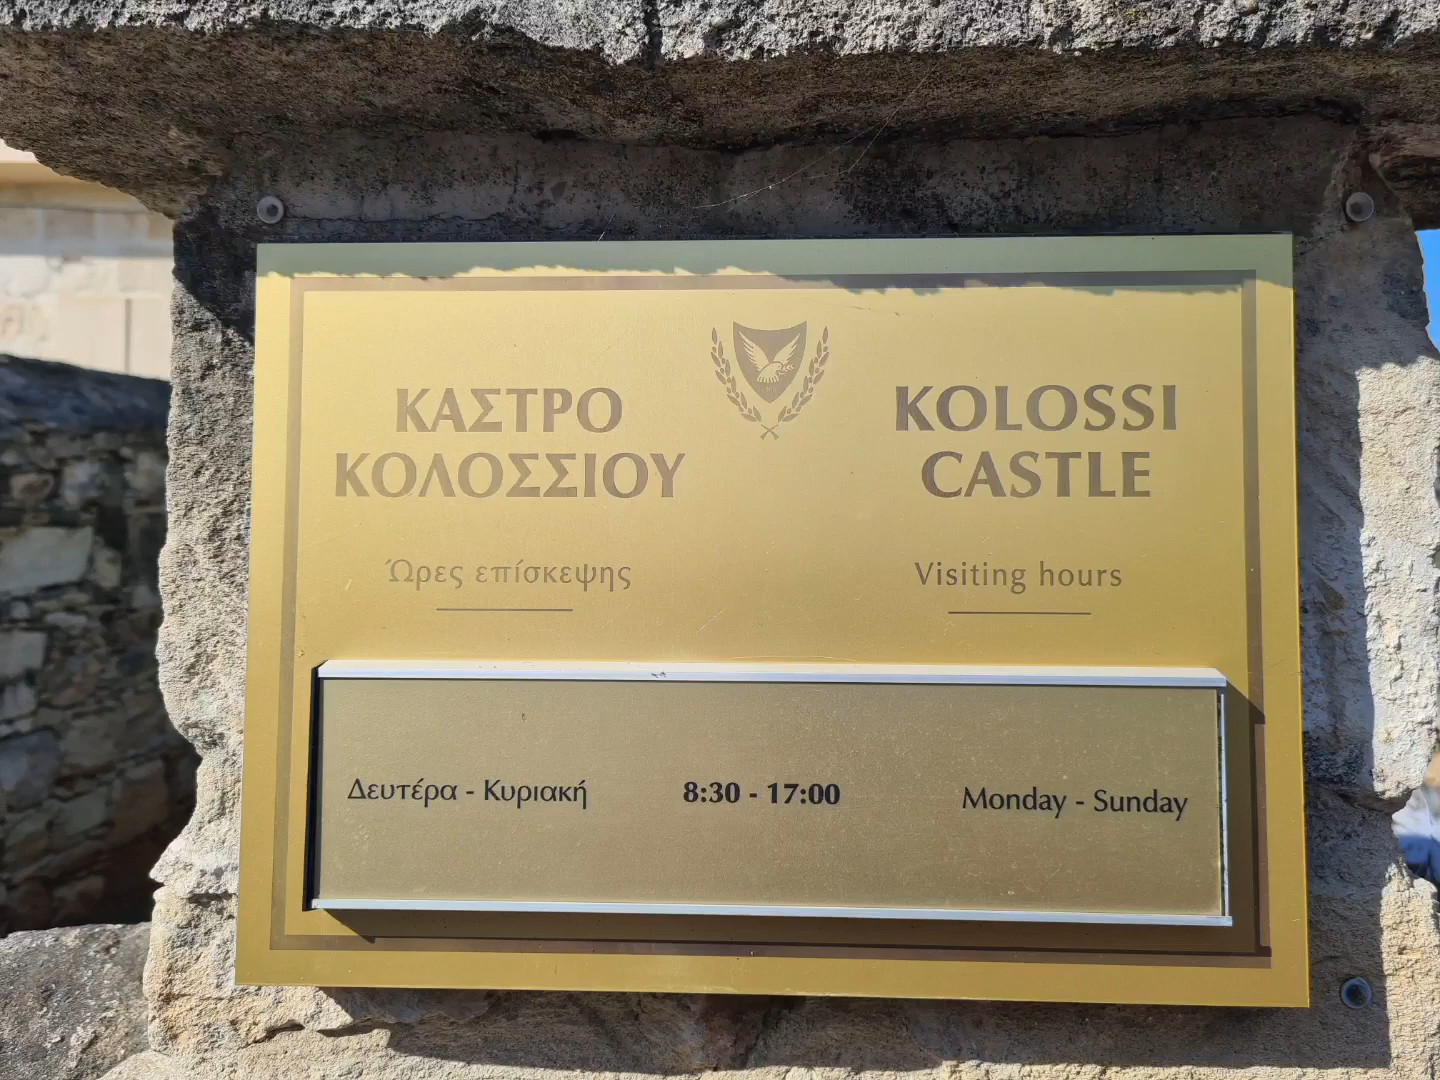 ΚΑΣΤΡΟ
ΚΟΛΟΣΣΙΟΥ
Ώρες επίσκεψης
KOLOSSI
CASTLE
Visiting hours
Δευτέρα - Κυριακή 8:30 - 17:00 Monday - Sunday